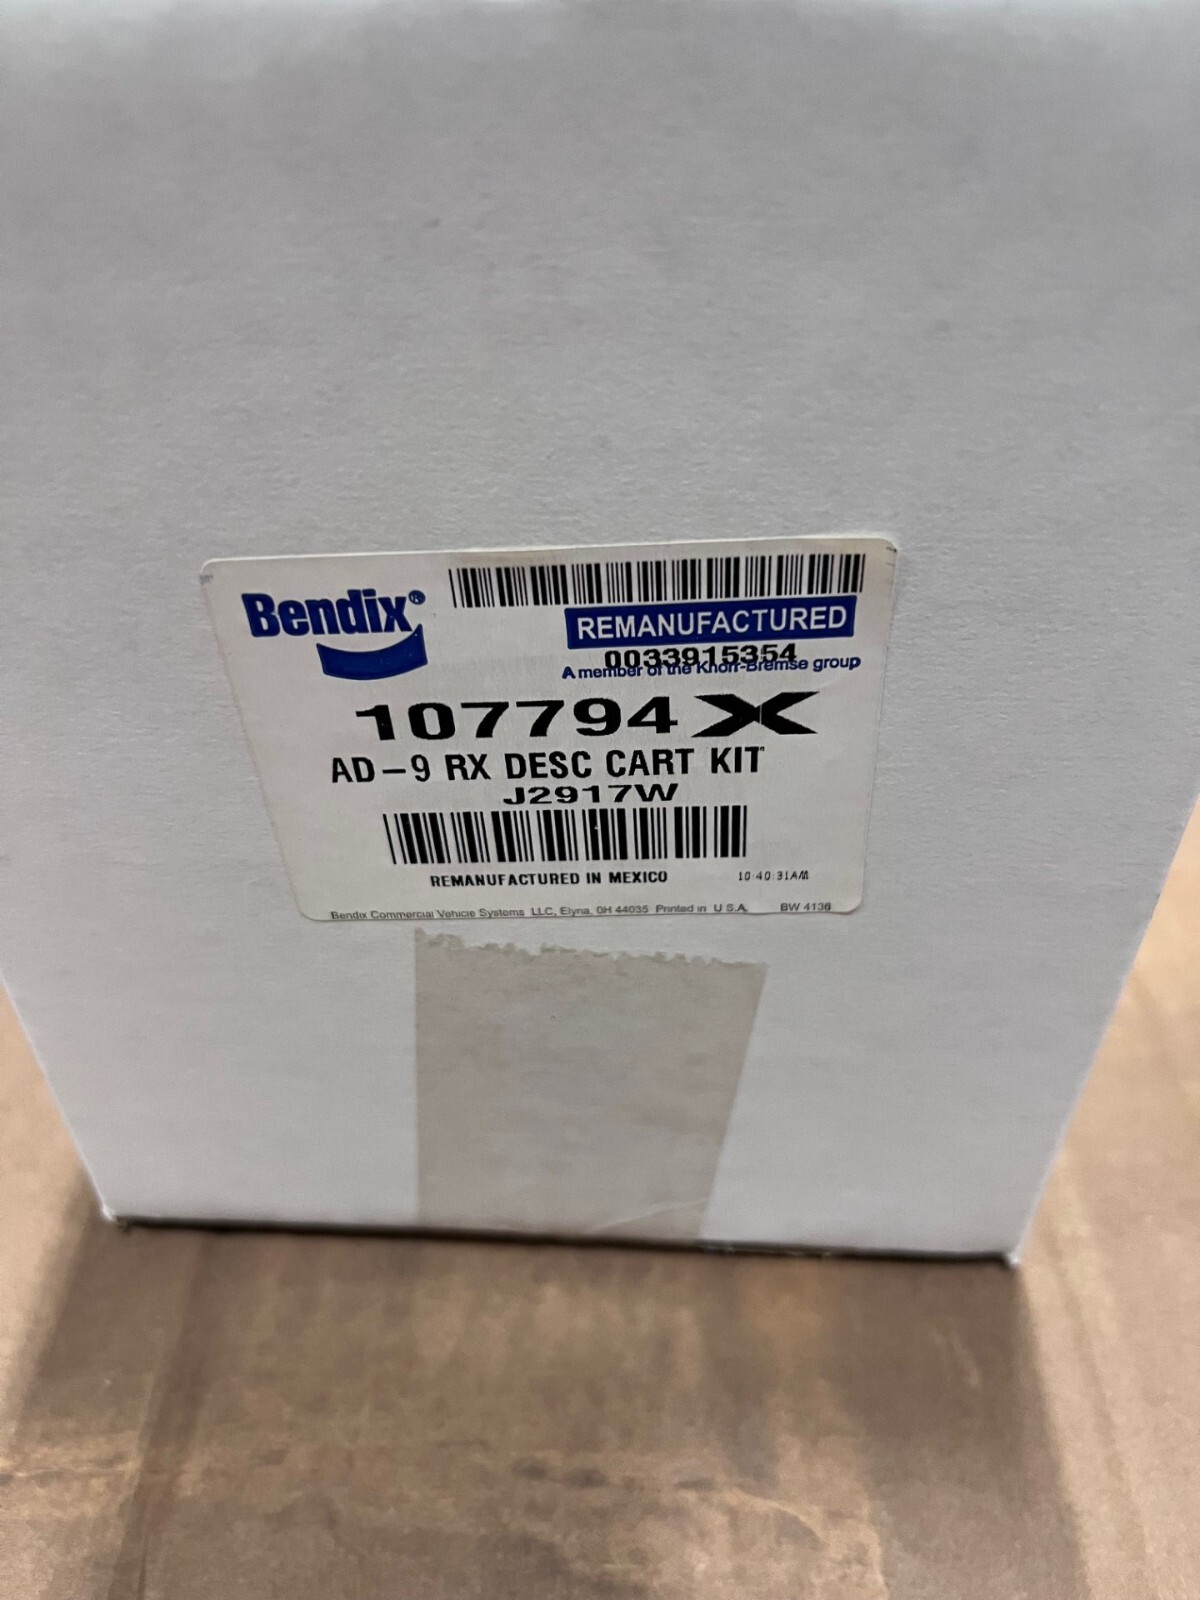 Bendix®
REMANUFACTURED
0033915354
A member of the Knorr-Bremse group
107794X
AD-9 RX DESC CART KIT
J2917W
REMANUFACTURED IN MEXICO 10:40:31AM
Bendix Commercial Vehicle Systems LLC, Elyria, OH 44035 Printed in U.S.A. BW 4136